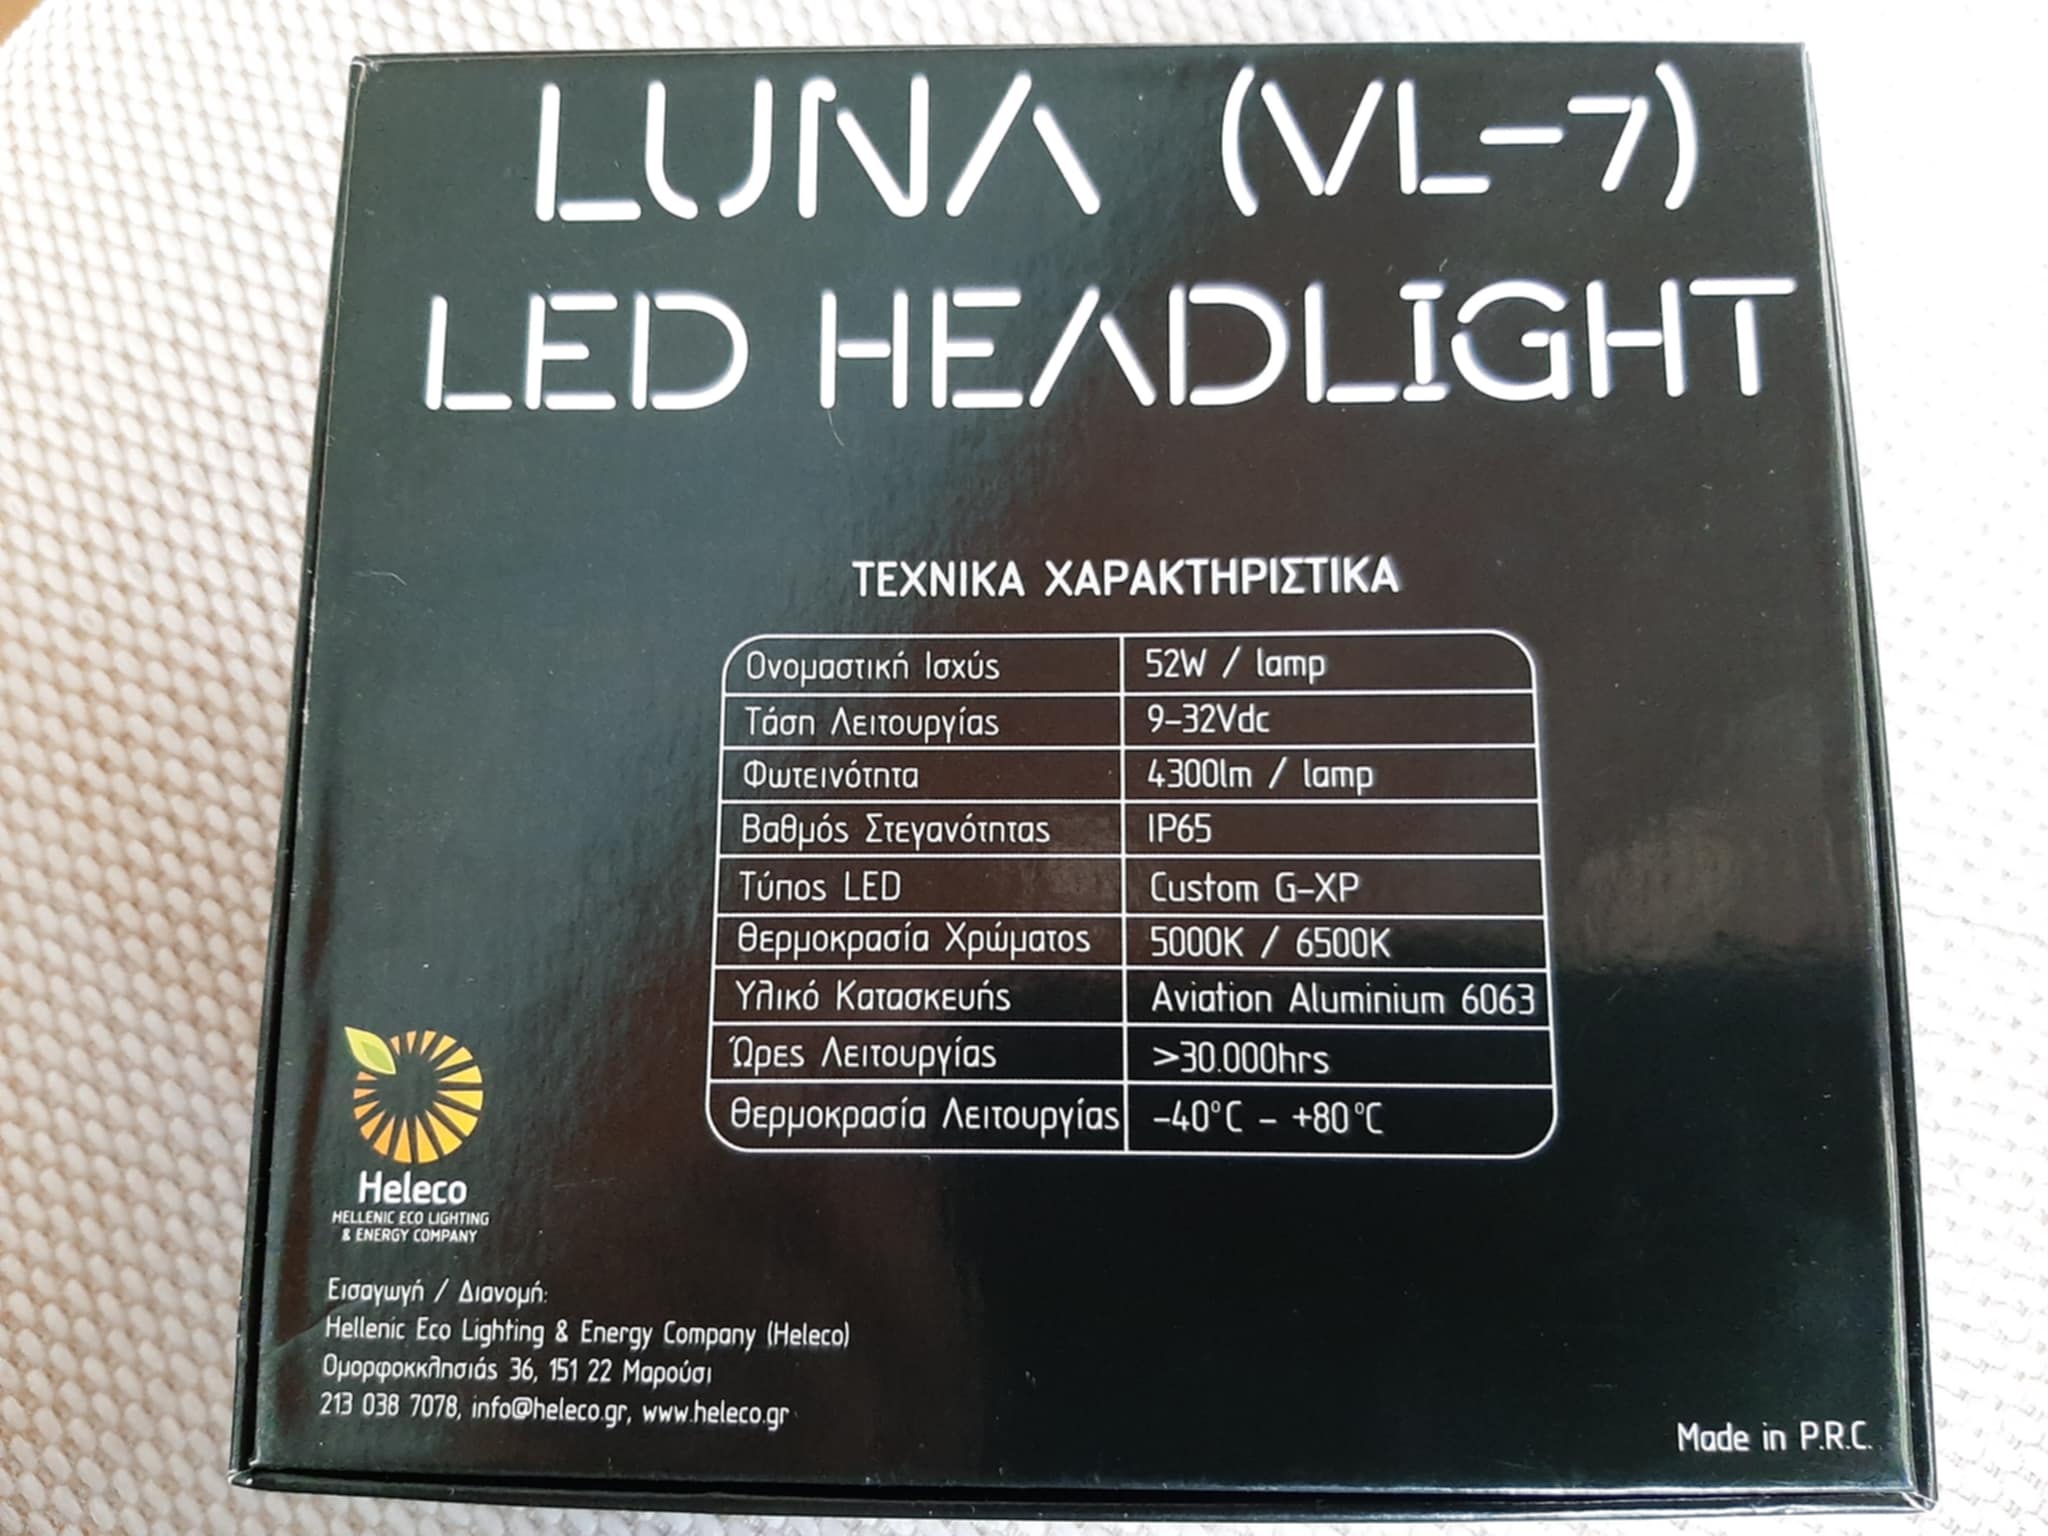 LUNA (VL-7)
LED HEADLIGHT
ΤΕΧΝΙΚΑ ΧΑΡΑΚΤΗΡΙΣΤΙΚΑ
Ονομαστική Ισχύς 52W / lamp
Τάση Λειτουργίας 9-32Vdc
Φωτεινότητα 4300lm / lamp
Βαθμός Στεγανότητας IP65
Τύπος LED Custom G-XP
Θερμοκρασία Χρώματος 5000K / 6500K
Υλικό Κατασκευής Aviation Aluminium 6063
Ώρες Λειτουργίας >30.000hrs
Θερμοκρασία Λειτουργίας -40°C - +80°C
Heleco
HELLENIC ECO LIGHTING
& ENERGY COMPANY
Εισαγωγή / Διανομή:
Hellenic Eco Lighting & Energy Company (Heleco)
Ομορφοκκλησιάς 36, 151 22 Μαρούσι
213 038 7078, info@heleco.gr, www.heleco.gr
Made in P.R.C.